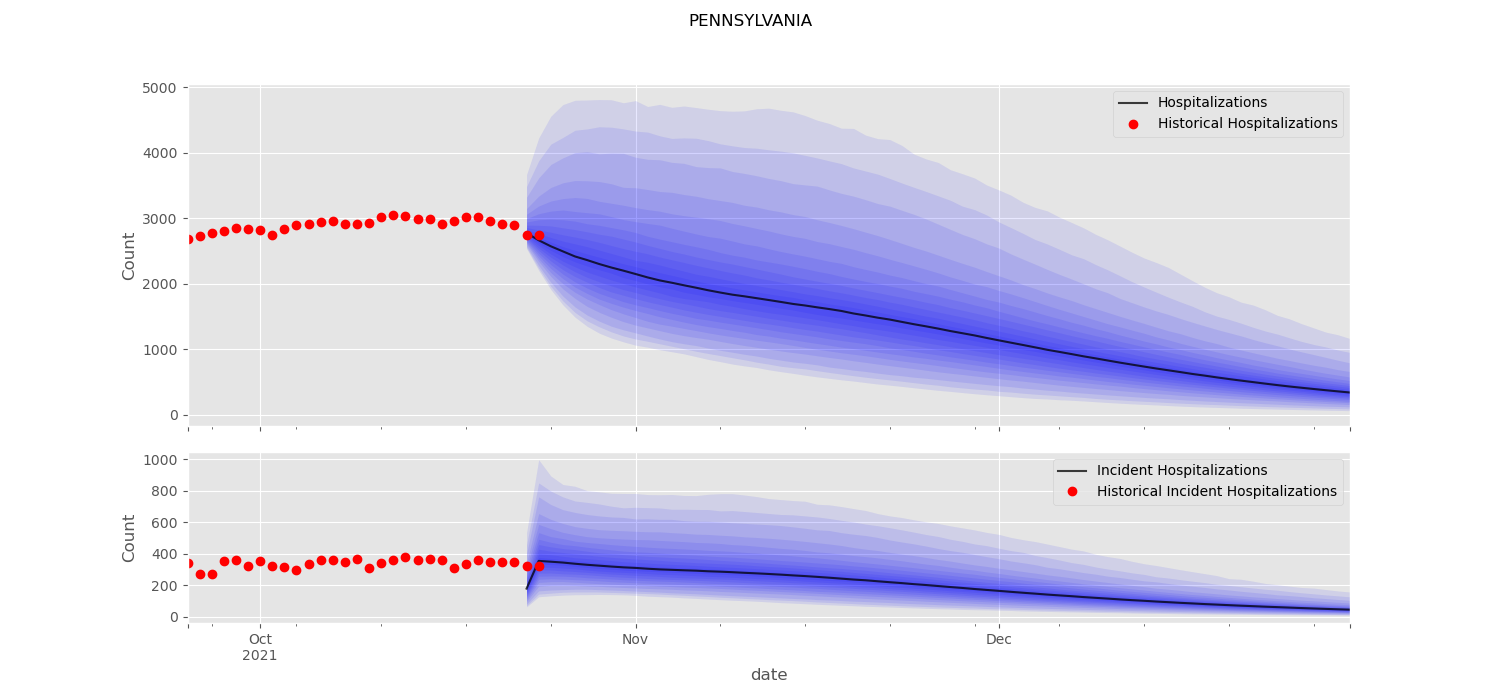 PENNSYLVANIA
5000
4000
3000
2000
1000
0
Count
Hospitalizations
Historical Hospitalizations
1000
800
600
400
200
0
Count
Incident Hospitalizations
Historical Incident Hospitalizations
Oct
2021
Nov
Dec
date